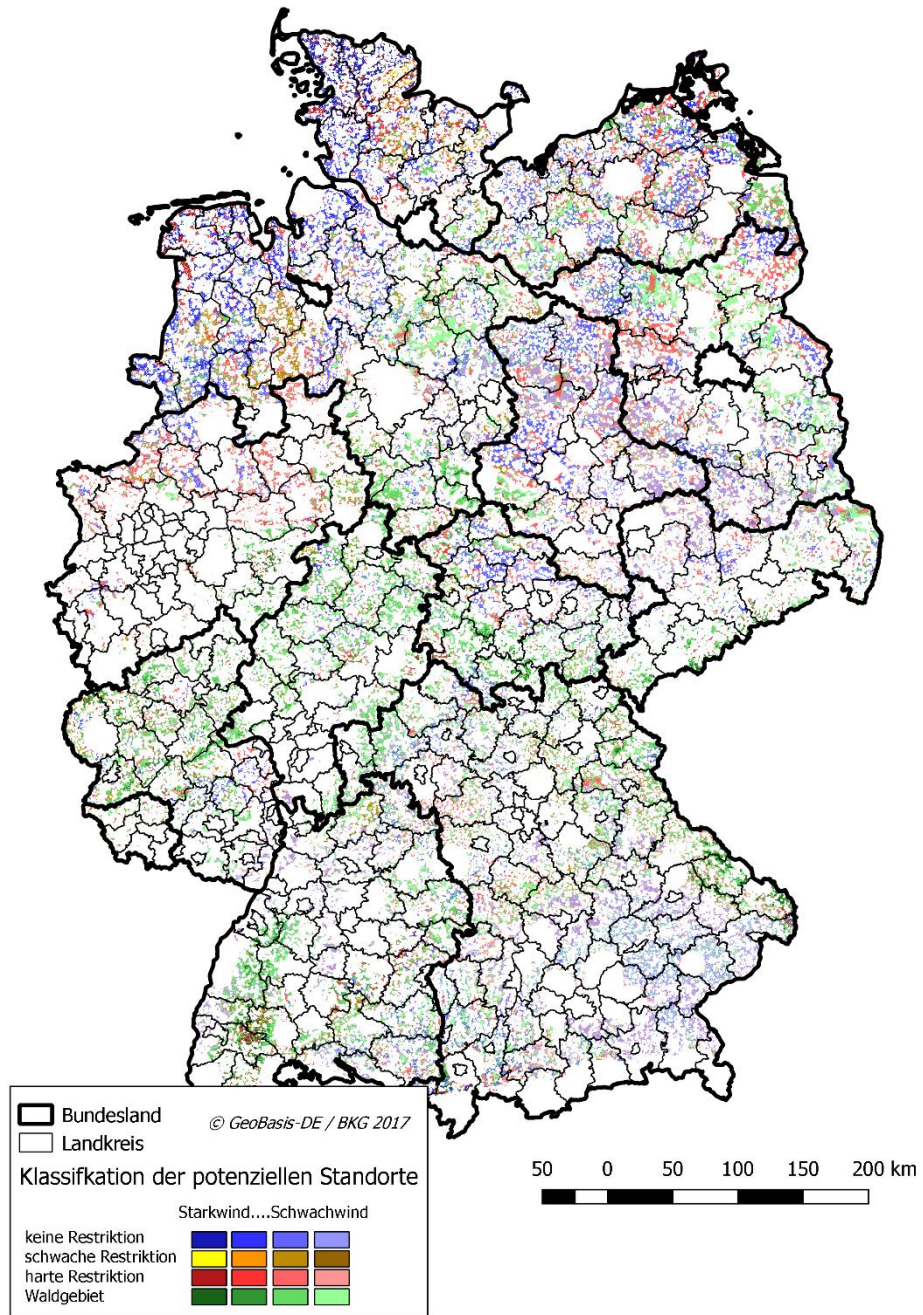 50 0 50 100 150 200 km
Bundesland
© GeoBasis-DE / BKG 2017
Landkreis
Klassifkation der potenziellen Standorte
Starkwind....Schwachwind
keine Restriktion
schwache Restriktion
harte Restriktion
Waldgebiet